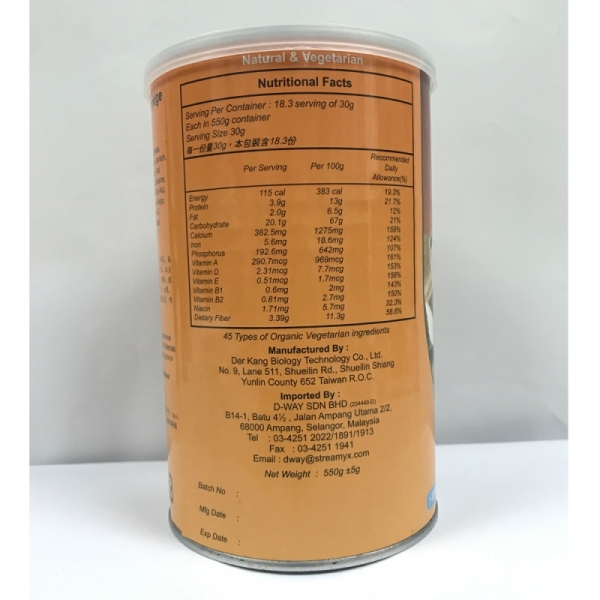 Natural & Vegetarian
Nutritional Facts
Serving Per Container : 18.3 serving of 30g
Each in 550g container
Serving Size 30g
每一份量30g，本包裝含18.3份
Per Serving Per 100g Recommended Daily Allowance(%)
Energy 115 cal 383 cal 19.2%
Protein 3.9g 13g 21.7%
Fat 2.0g 6.5g 12%
Carbohydrate 20.1g 67g 21%
Calcium 382.5mg 1275mg 159%
Iron 5.6mg 18.6mg 124%
Phosphorus 192.6mg 642mg 107%
Vitamin A 290.7mcg 969mcg 161%
Vitamin D 2.31mcg 7.7mcg 153%
Vitamin E 0.51mcg 1.7mcg 156%
Vitamin B1 0.6mg 2mg 143%
Vitamin B2 0.81mg 2.7mg 150%
Niacin 1.71mg 5.7mg 32.3%
Dietary Fiber 3.39g 11.3g 56.6%
45 Types of Organic Vegetarian ingredients
Manufactured By :
Der Kang Biology Technology Co., Ltd.
No. 9, Lane 511, Shueilin Rd., Shueilin Shiang
Yunlin County 652 Taiwan R.O.C.
Imported By :
D-WAY SDN BHD (204440-D)
B14-1, Batu 4½ , Jalan Ampang Utama 2/2,
68000 Ampang, Selangor, Malaysia
Tel : 03-4251 2022/1891/1913
Fax : 03-4251 1941
Email : dway@streamyx.com
Net Weight : 550g ±5g
Batch No :
Mfg Date :
Exp Date :